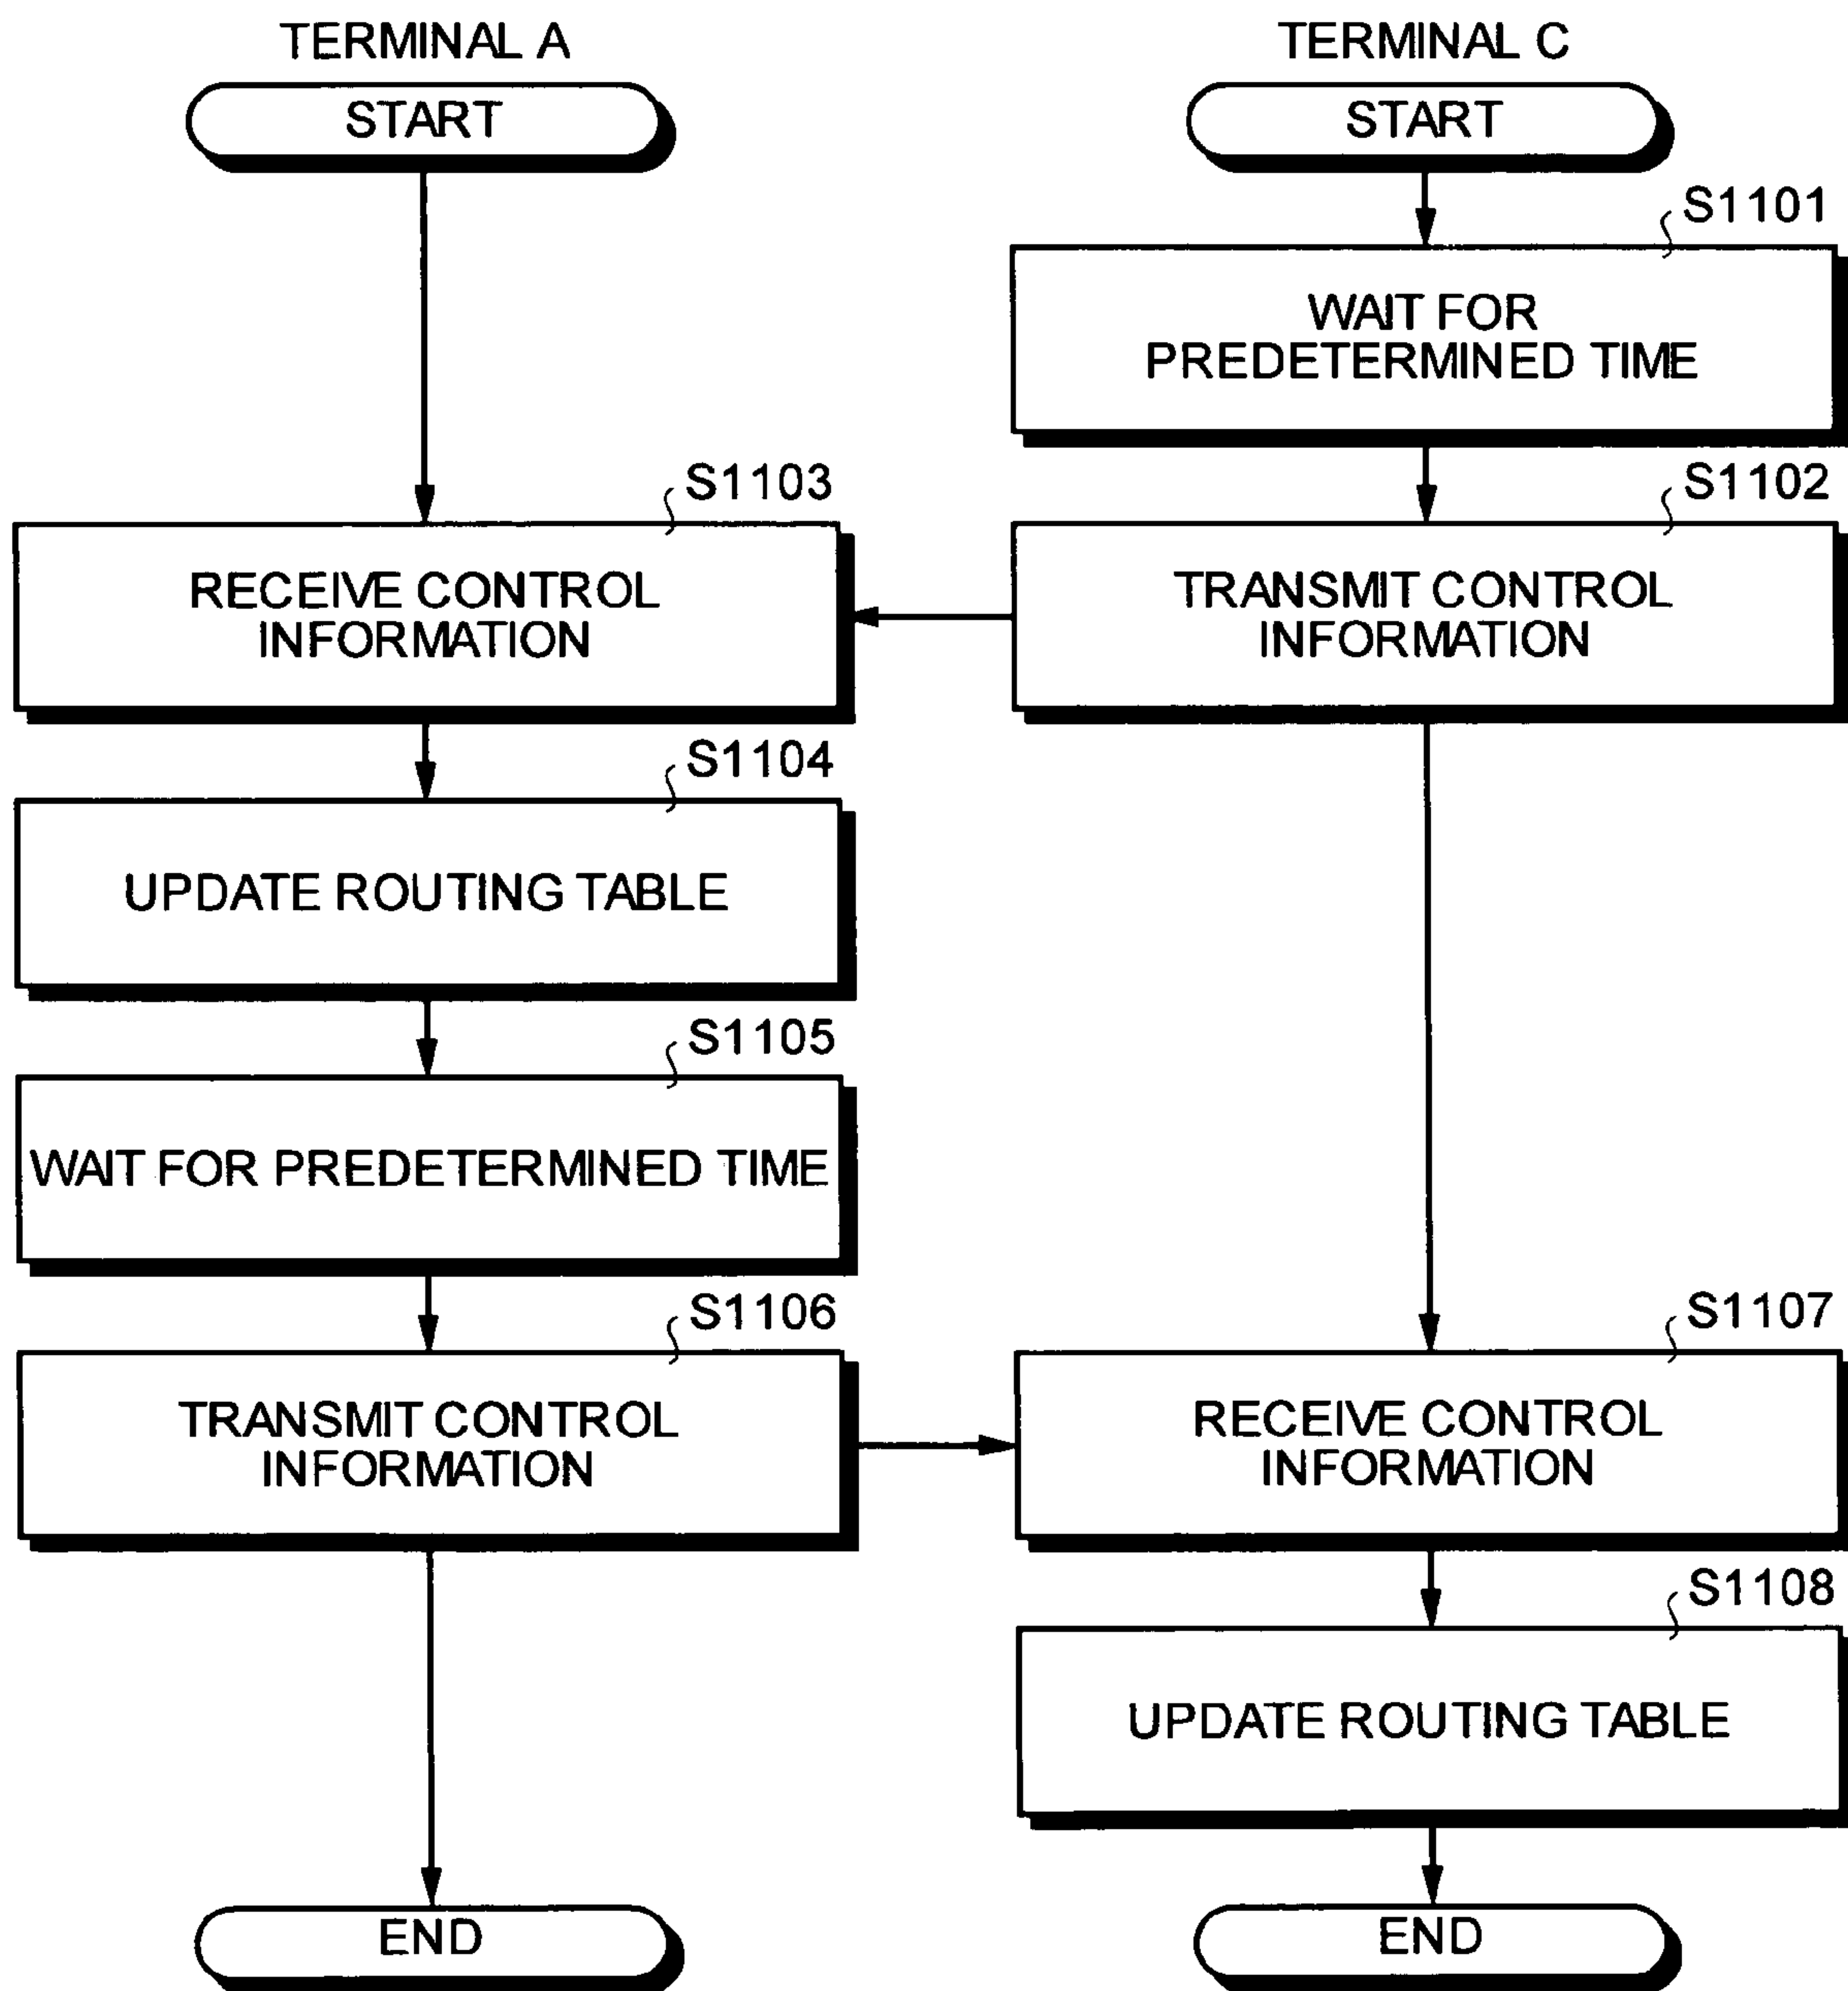 TERMINAL A
TERMINAL C
START
START
S1101
WAIT FOR
PREDETERMINED TIME
S1103
S1102
RECEIVE CONTROL
INFORMATION
TRANSMIT CONTROL
INFORMATION
S1104
UPDATE ROUTING TABLE
S1105
WAIT FOR PREDETERMINED TIME
S1106
S1107
TRANSMIT CONTROL
INFORMATION
RECEIVE CONTROL
INFORMATION
S1108
UPDATE ROUTING TABLE
END
END